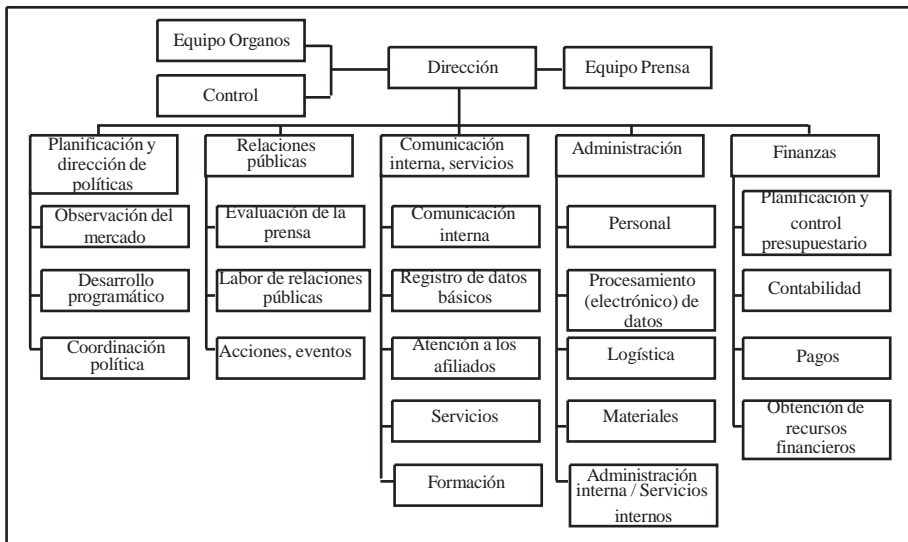 Equipo Organos
Dirección
Equipo Prensa
Control
Planificación y
dirección de
políticas
Relaciones
públicas
Comunicación
interna, servicios
Administración
Finanzas
Observación del
mercado
Desarrollo
programático
Coordinación
política
Evaluación de la
prensa
Labor de relaciones
públicas
Acciones, eventos
Comunicación
interna
Registro de datos
básicos
Atención a los
afiliados
Servicios
Formación
Personal
Procesamiento
(electrónico) de
datos
Logística
Materiales
Administración
interna / Servicios
internos
Planificación y
control
presupuestario
Contabilidad
Pagos
Obtención de
recursos
financieros